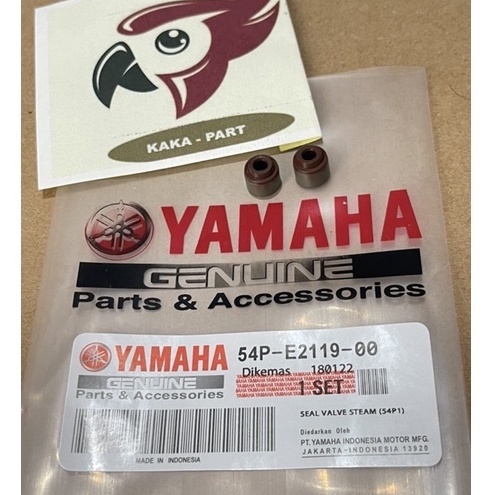 KAKA - PART
YAMAHA
GENUINE
Parts & Accessories
YAMAHA
GENUINE
Parts & Accessories
54P-E2119-00
Dikemas 180122
1 SET
SEAL VALVE STEAM (54P1)
Diedarkan Oleh
PT.YAMAHA INDONESIA MOTOR MFG.
JAKARTA-INDONESIA 13920
MADE IN INDONESIA